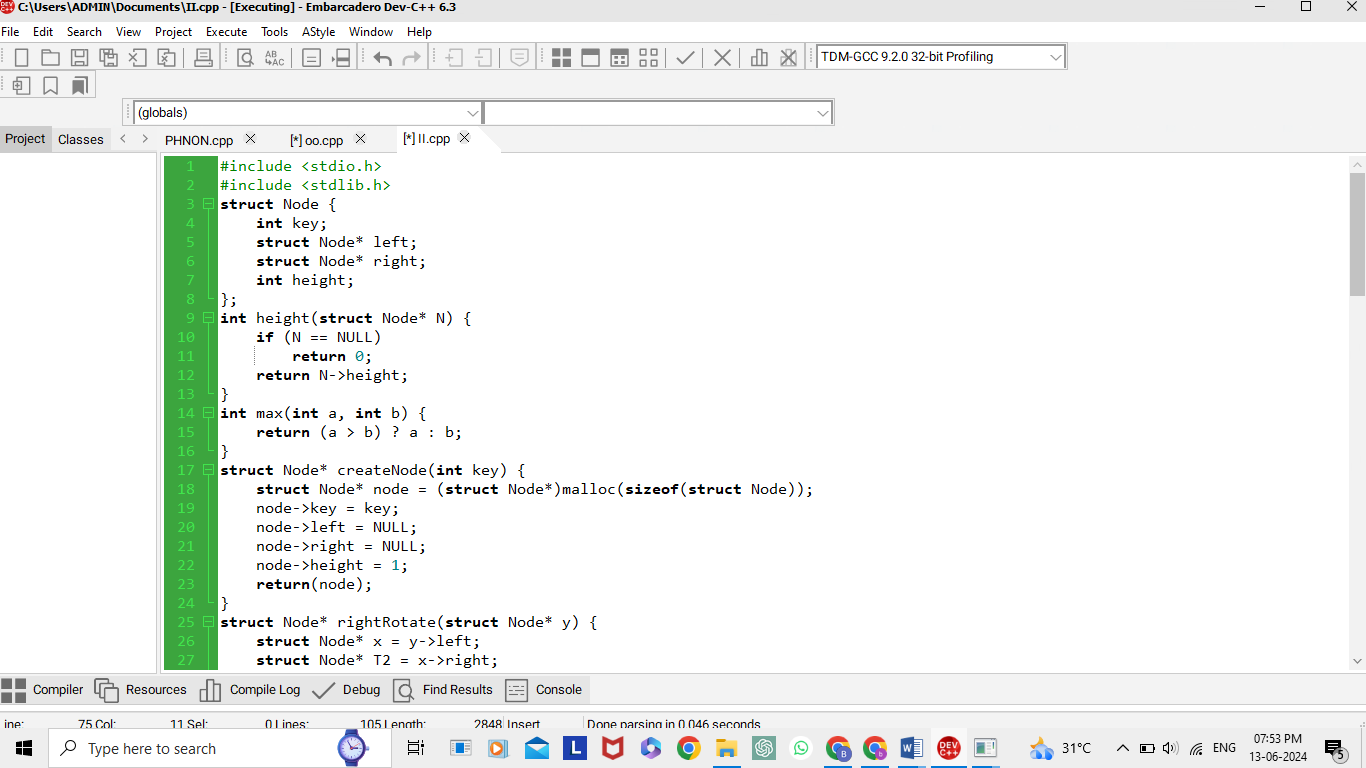 C:\Users\ADMIN\Documents\II.cpp - [Executing] - Embarcadero Dev-C++ 6.3
File Edit Search View Project Execute Tools AStyle Window Help
TDM-GCC 9.2.0 32-bit Profiling
(globals)
Project Classes PHNON.cpp [*] oo.cpp [*] II.cpp
1 #include <stdio.h>
2 #include <stdlib.h>
3 struct Node {
4 int key;
5 struct Node* left;
6 struct Node* right;
7 int height;
8 };
9 int height(struct Node* N) {
10 if (N == NULL)
11 return 0;
12 return N->height;
13 }
14 int max(int a, int b) {
15 return (a > b) ? a : b;
16 }
17 struct Node* createNode(int key) {
18 struct Node* node = (struct Node*)malloc(sizeof(struct Node));
19 node->key = key;
20 node->left = NULL;
21 node->right = NULL;
22 node->height = 1;
23 return(node);
24 }
25 struct Node* rightRotate(struct Node* y) {
26 struct Node* x = y->left;
27 struct Node* T2 = x->right;
Compiler Resources Compile Log Debug Find Results Console
ine: 75 Col: 11 Sel: 0 Lines: 105 Length: 2848 Insert Done parsing in 0.046 seconds
Type here to search
31°C ENG 07:53 PM
13-06-2024
5